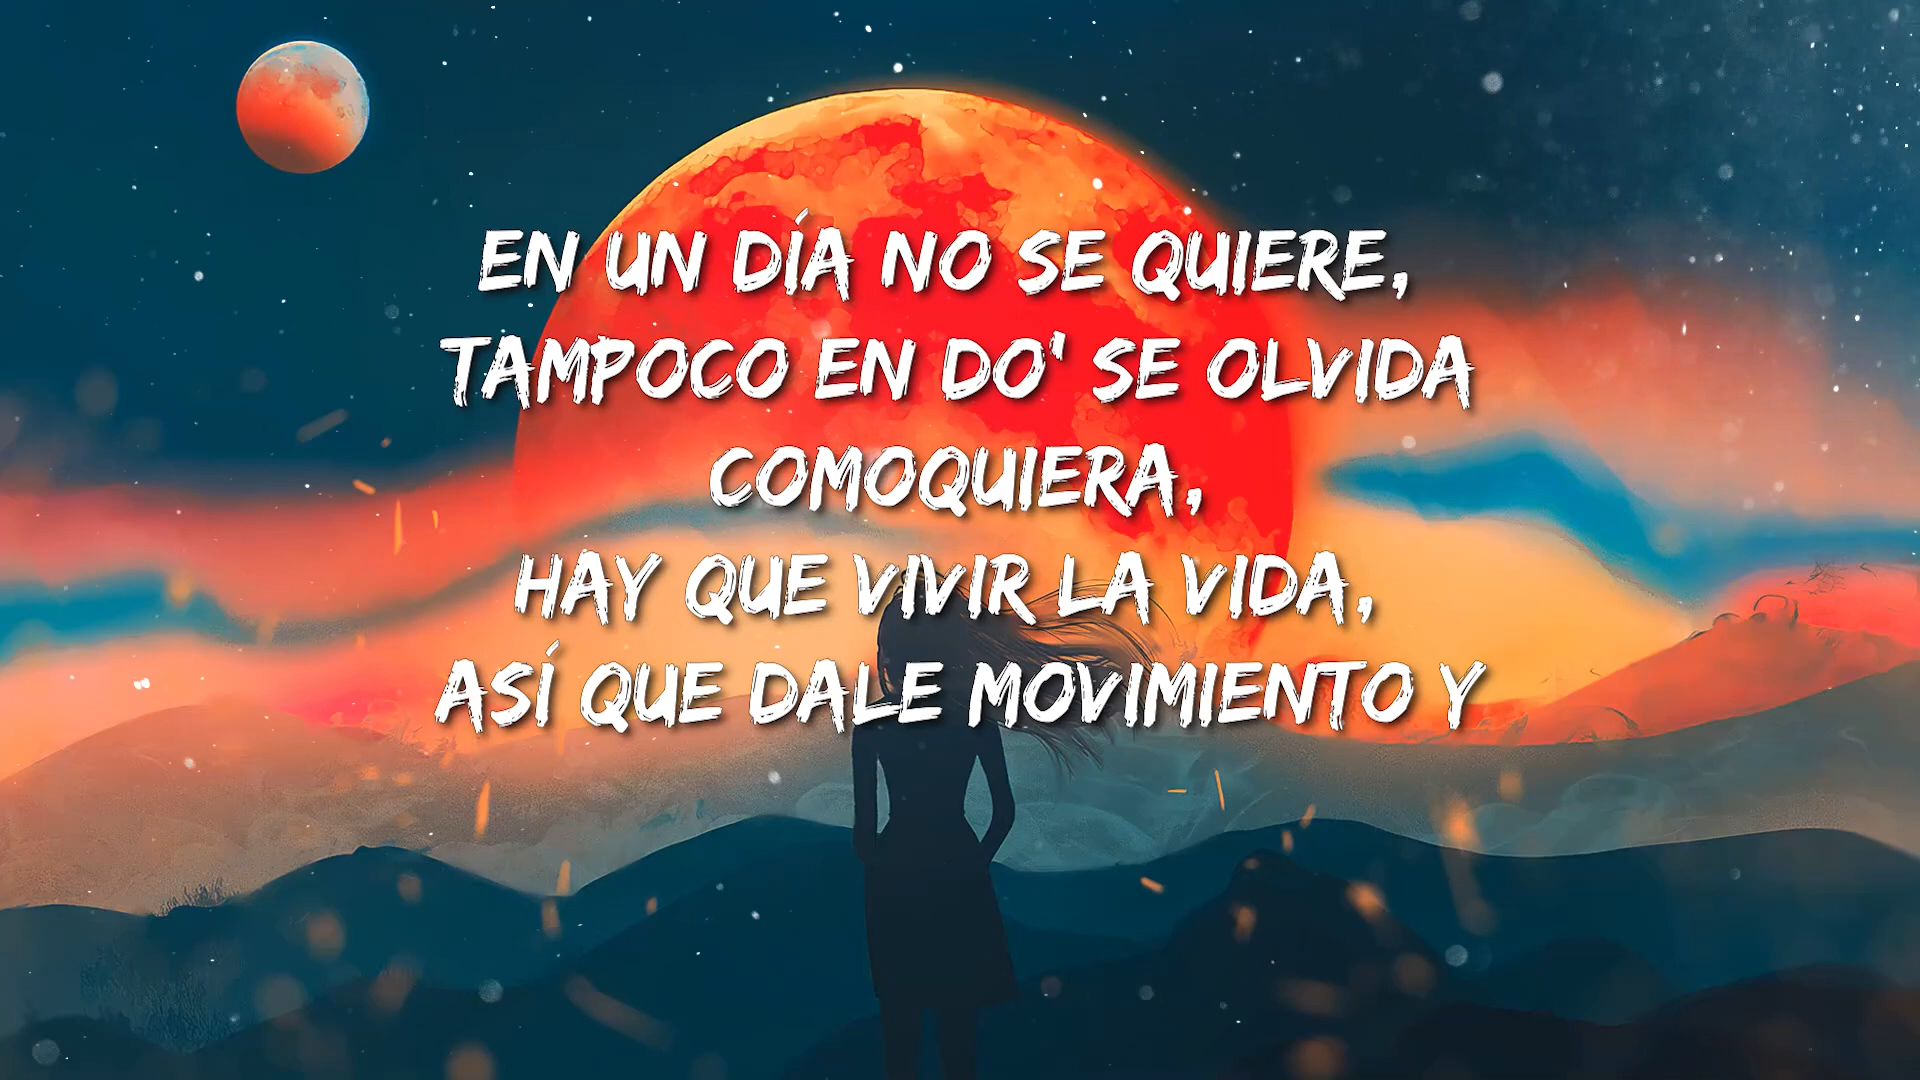 EN UN DÍA NO SE QUIERE,
TAMPOCO EN DO' SE OLVIDA
COMOQUIERA,
HAY QUE VIVIR LA VIDA,
ASÍ QUE DALE MOVIMIENTO Y